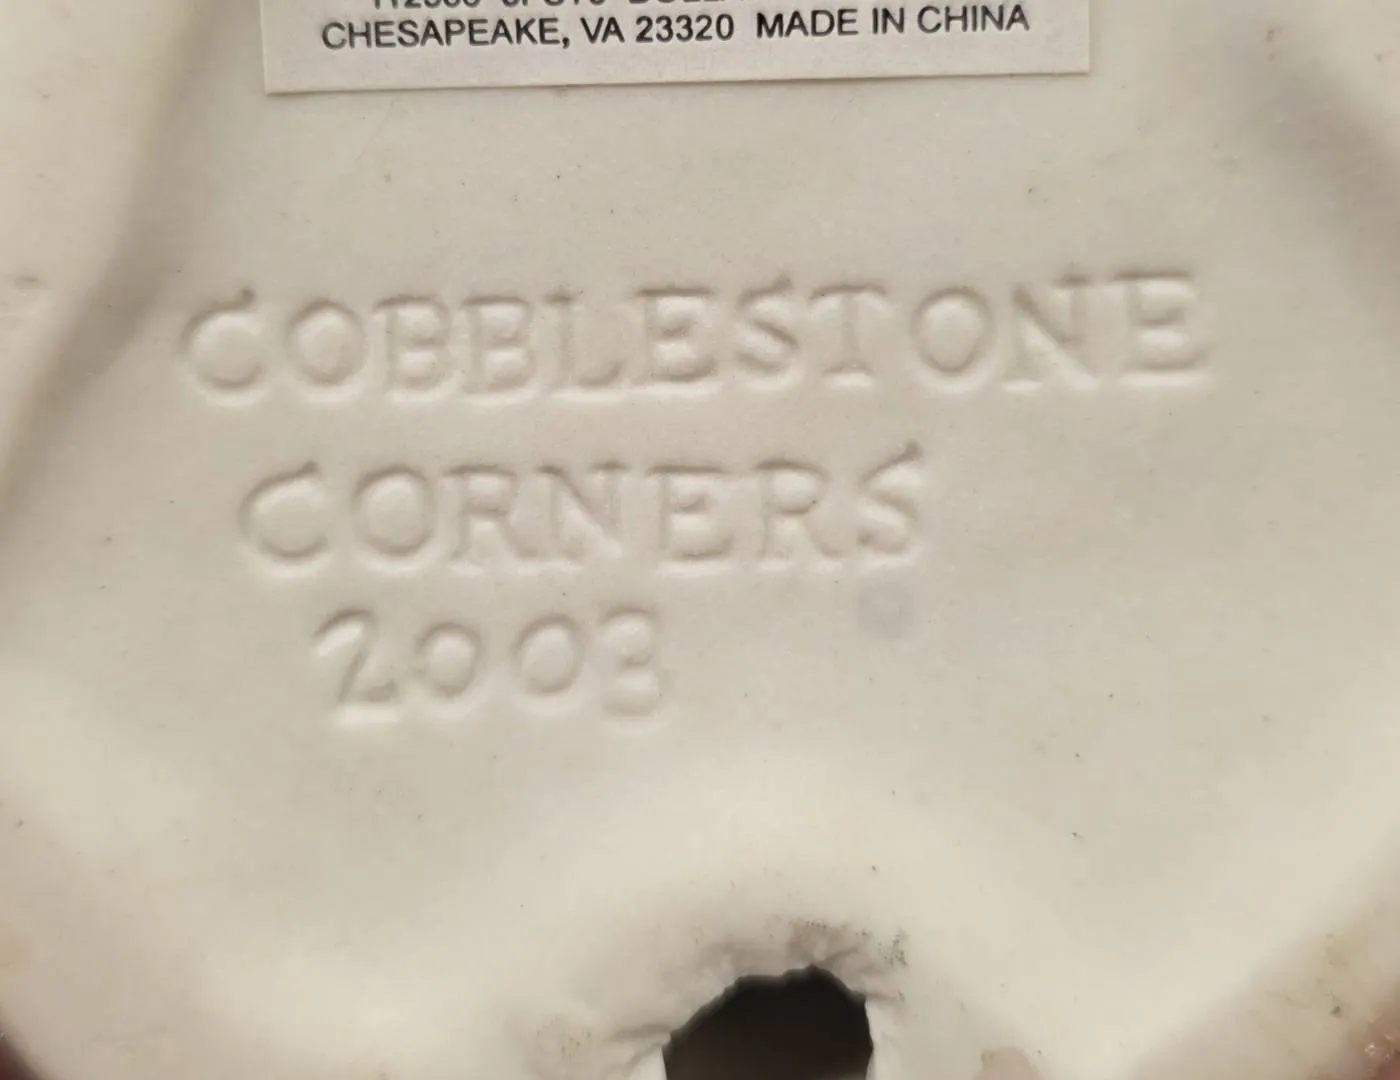 CHESAPEAKE, VA 23320 MADE IN CHINA
COBBLESTONE
CORNERS
2003